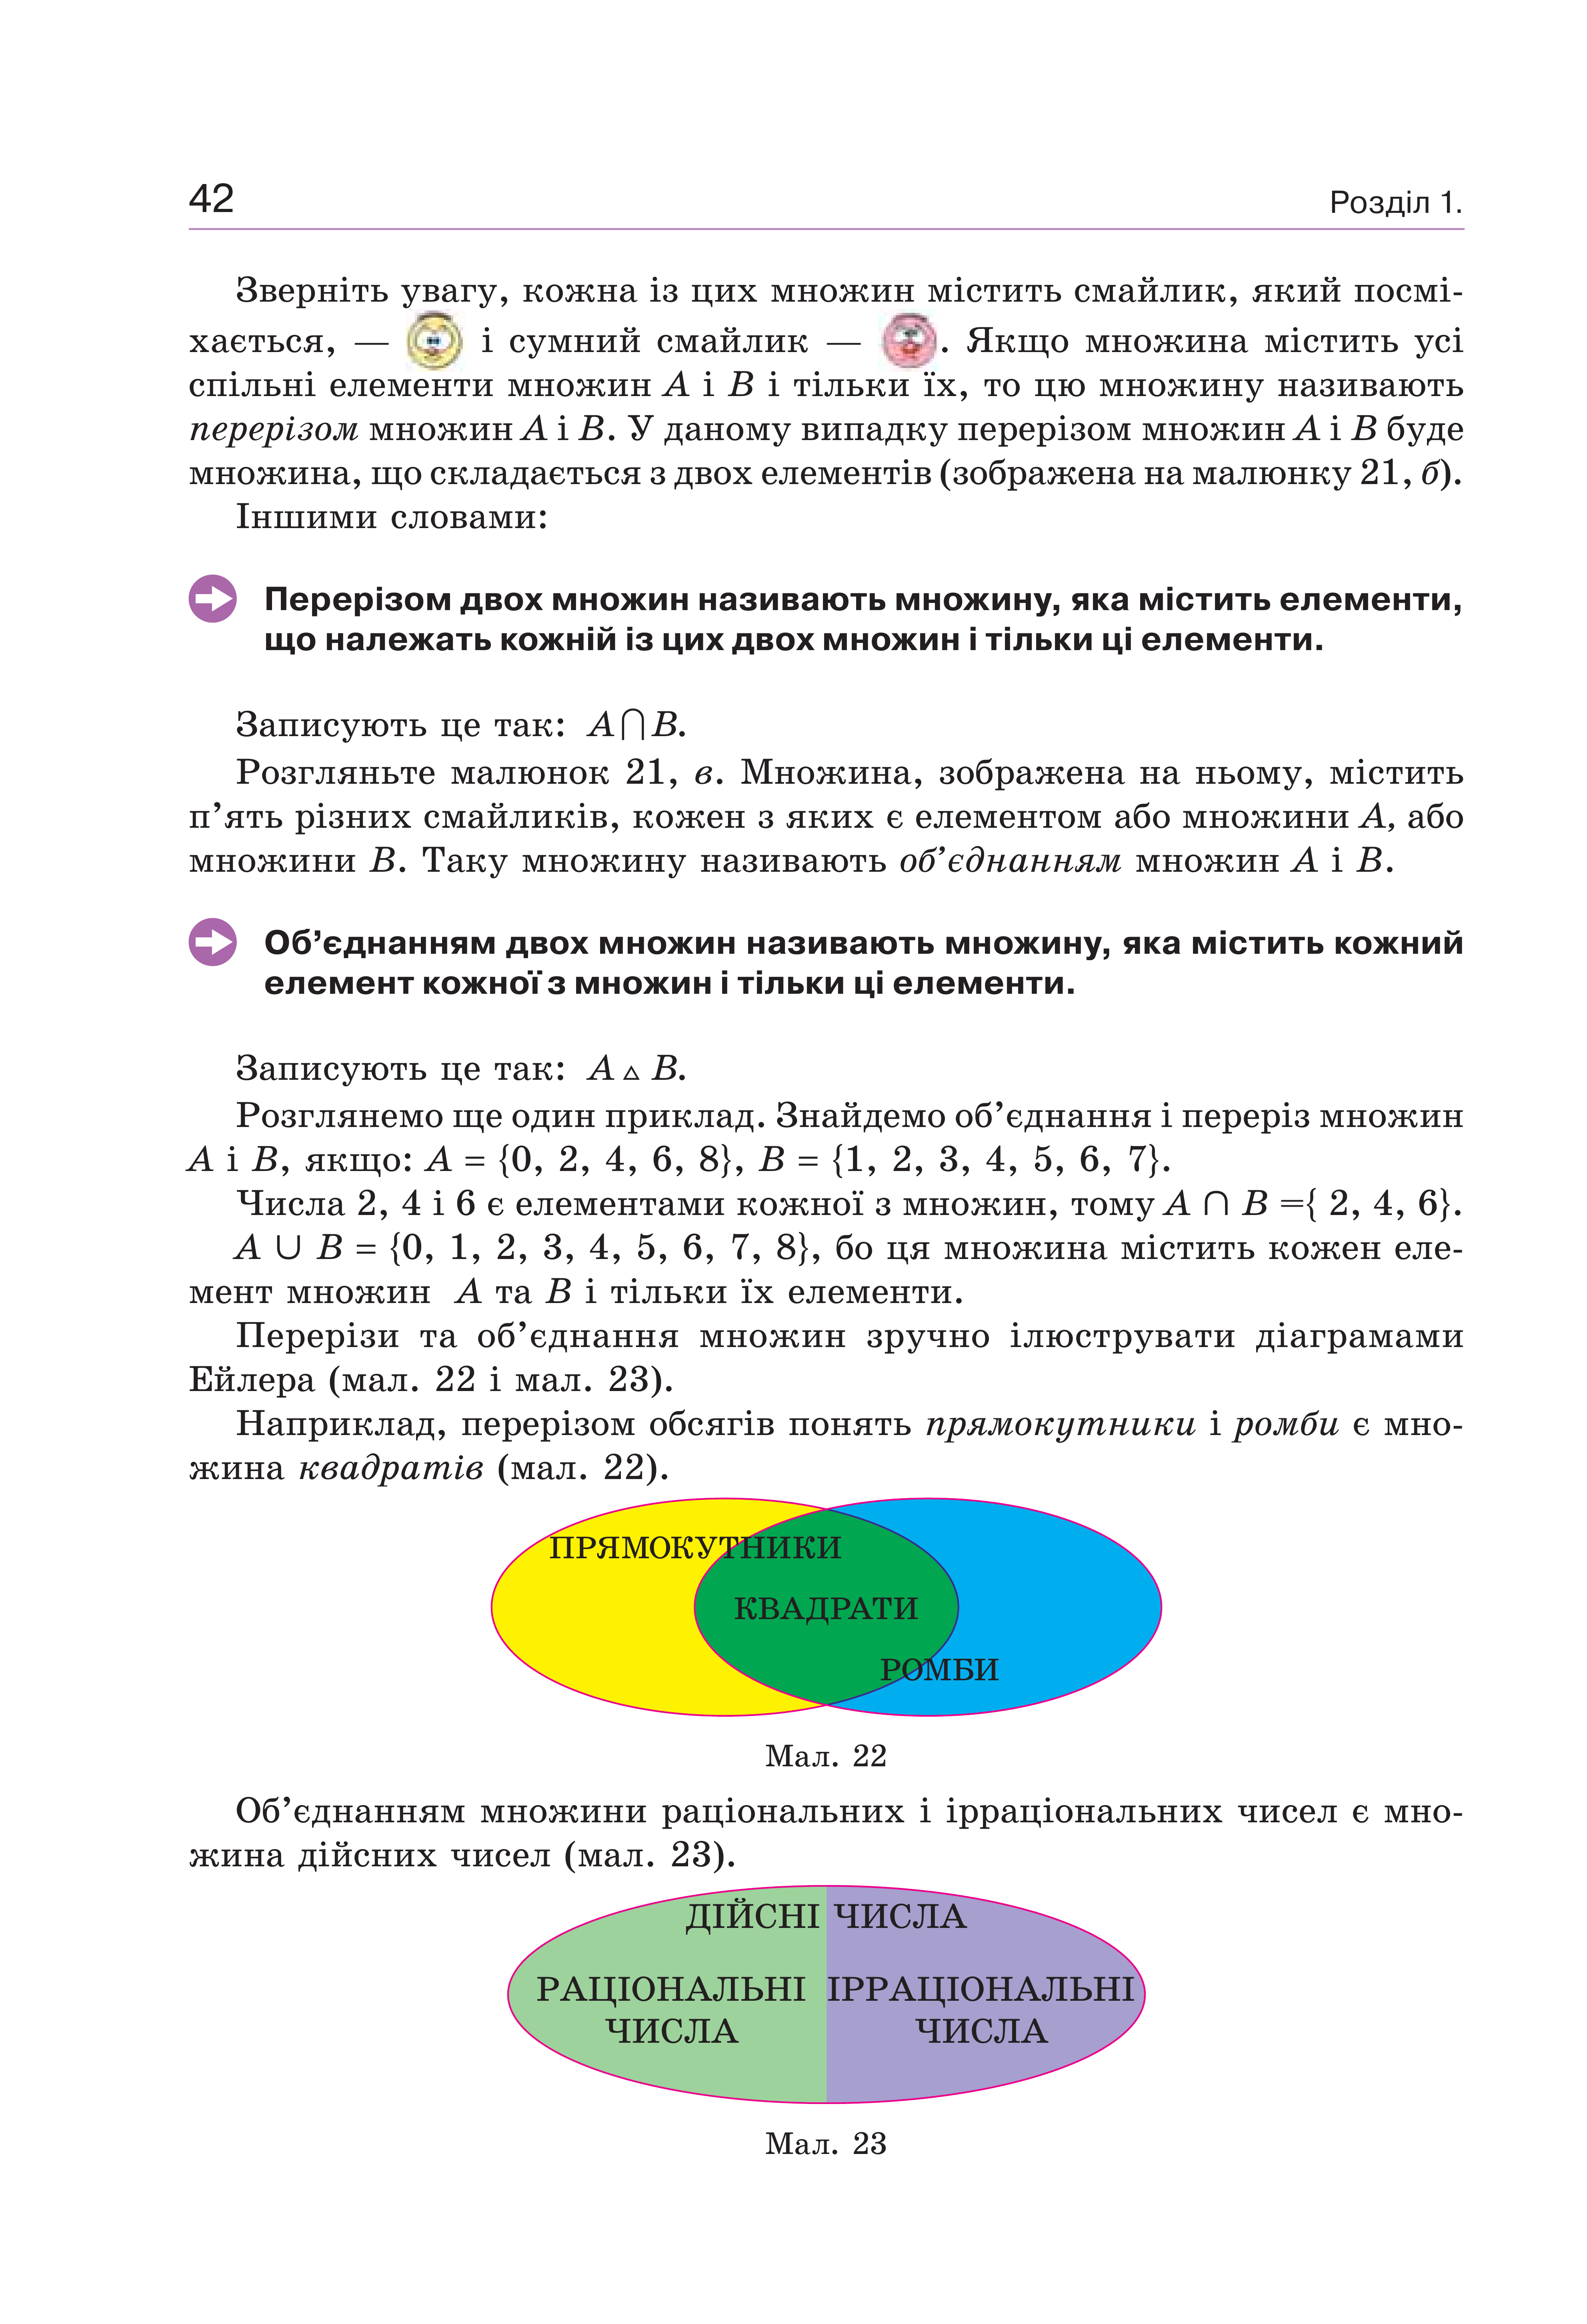 42
Розділ 1.
Зверніть увагу, кожна із цих множин містить смайлик, який посмі-
хається, — і сумний смайлик — . Якщо множина містить усі
спільні елементи множин A і B і тільки їх, то цю множину називають
перерізом множин A і B. У даному випадку перерізом множин A і B буде
множина, що складається з двох елементів (зображена на малюнку 21, б).
Іншими словами:
Перерізом двох множин називають множину, яка містить елементи,
що належать кожній із цих двох множин і тільки ці елементи.
Записують це так: A⋂B.
Розгляньте малюнок 21, в. Множина, зображена на ньому, містить
п’ять різних смайликів, кожен з яких є елементом або множини A, або
множини B. Таку множину називають об’єднанням множин A і B.
Об’єднанням двох множин називають множину, яка містить кожний
елемент кожної з множин і тільки ці елементи.
Записують це так: A ▵ B.
Розглянемо ще один приклад. Знайдемо об’єднання і переріз множин
A і B, якщо: A = {0, 2, 4, 6, 8}, B = {1, 2, 3, 4, 5, 6, 7}.
Числа 2, 4 і 6 є елементами кожної з множин, тому A ∩ B ={ 2, 4, 6}.
A ∪ B = {0, 1, 2, 3, 4, 5, 6, 7, 8}, бо ця множина містить кожен еле-
мент множин A та B і тільки їх елементи.
Перерізи та об’єднання множин зручно ілюструвати діаграмами
Ейлера (мал. 22 і мал. 23).
Наприклад, перерізом обсягів понять прямокутники і ромби є мно-
жина квадратів (мал. 22).
ПРЯМОКУТНИКИ
КВАДРАТИ
РОМБИ
Мал. 22
Об’єднанням множини раціональних і ірраціональних чисел є мно-
жина дійсних чисел (мал. 23).
ДІЙСНІ ЧИСЛА
РАЦІОНАЛЬНІ ІРРАЦІОНАЛЬНІ
ЧИСЛА ЧИСЛА
Мал. 23